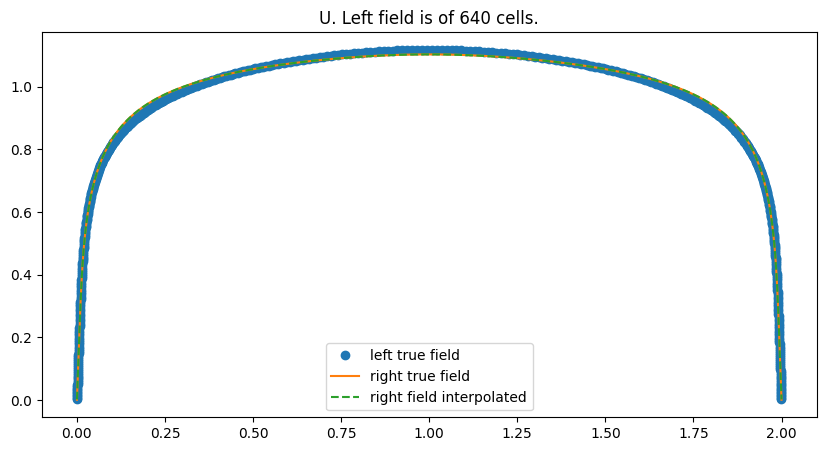 U. Left field is of 640 cells.
1.0
0.8
0.6
0.4
0.2
0.0
left true field
right true field
right field interpolated
0.00 0.25 0.50 0.75 1.00 1.25 1.50 1.75 2.00